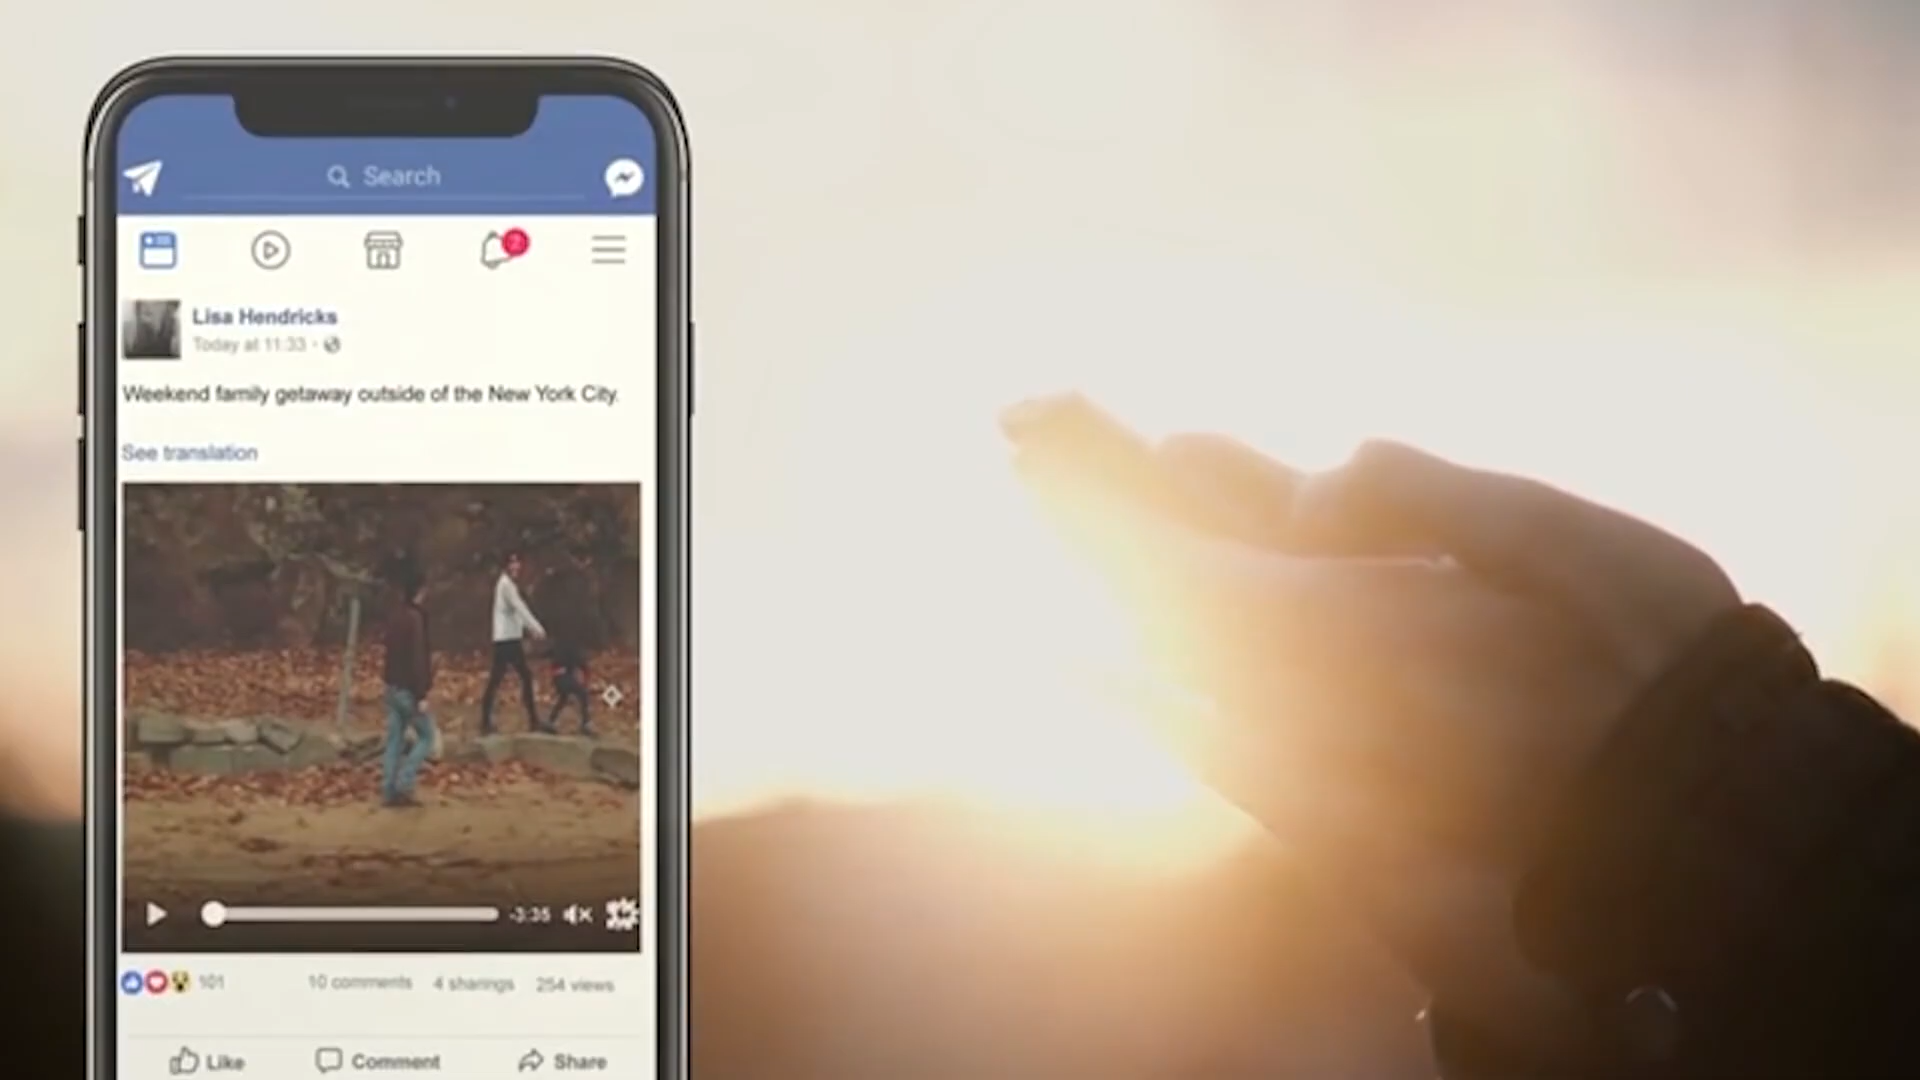 Search
Lisa Hendricks
Today at 11:33 ·
Weekend family getaway outside of the New York City.
See translation
-3:35
101 10 comments 4 sharings 254 views
Like Comment Share